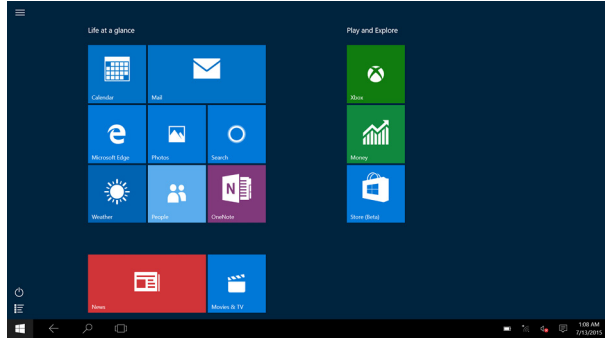 Life at a glance
Play and Explore
Calendar
Mail
Xbox
Microsoft Edge
Photos
Search
Money
Weather
People
OneNote
Store (Beta)
News
Movies & TV
1:08 AM
7/13/2015